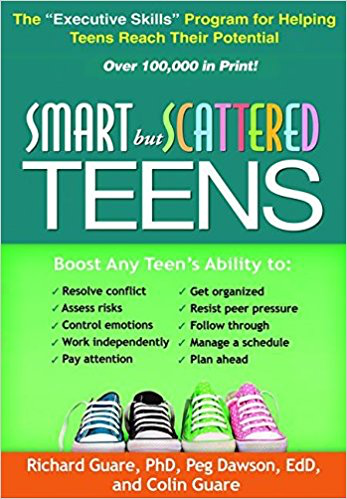 The "Executive Skills" Program for Helping
Teens Reach Their Potential
Over 100,000 in Print!
SMART but SCATTERED
TEENS
Boost Any Teen's Ability to:
✓ Resolve conflict
✓ Assess risks
✓ Control emotions
✓ Work independently
✓ Pay attention
✓ Get organized
✓ Resist peer pressure
✓ Follow through
✓ Manage a schedule
✓ Plan ahead
Richard Guare, PhD, Peg Dawson, EdD,
and Colin Guare